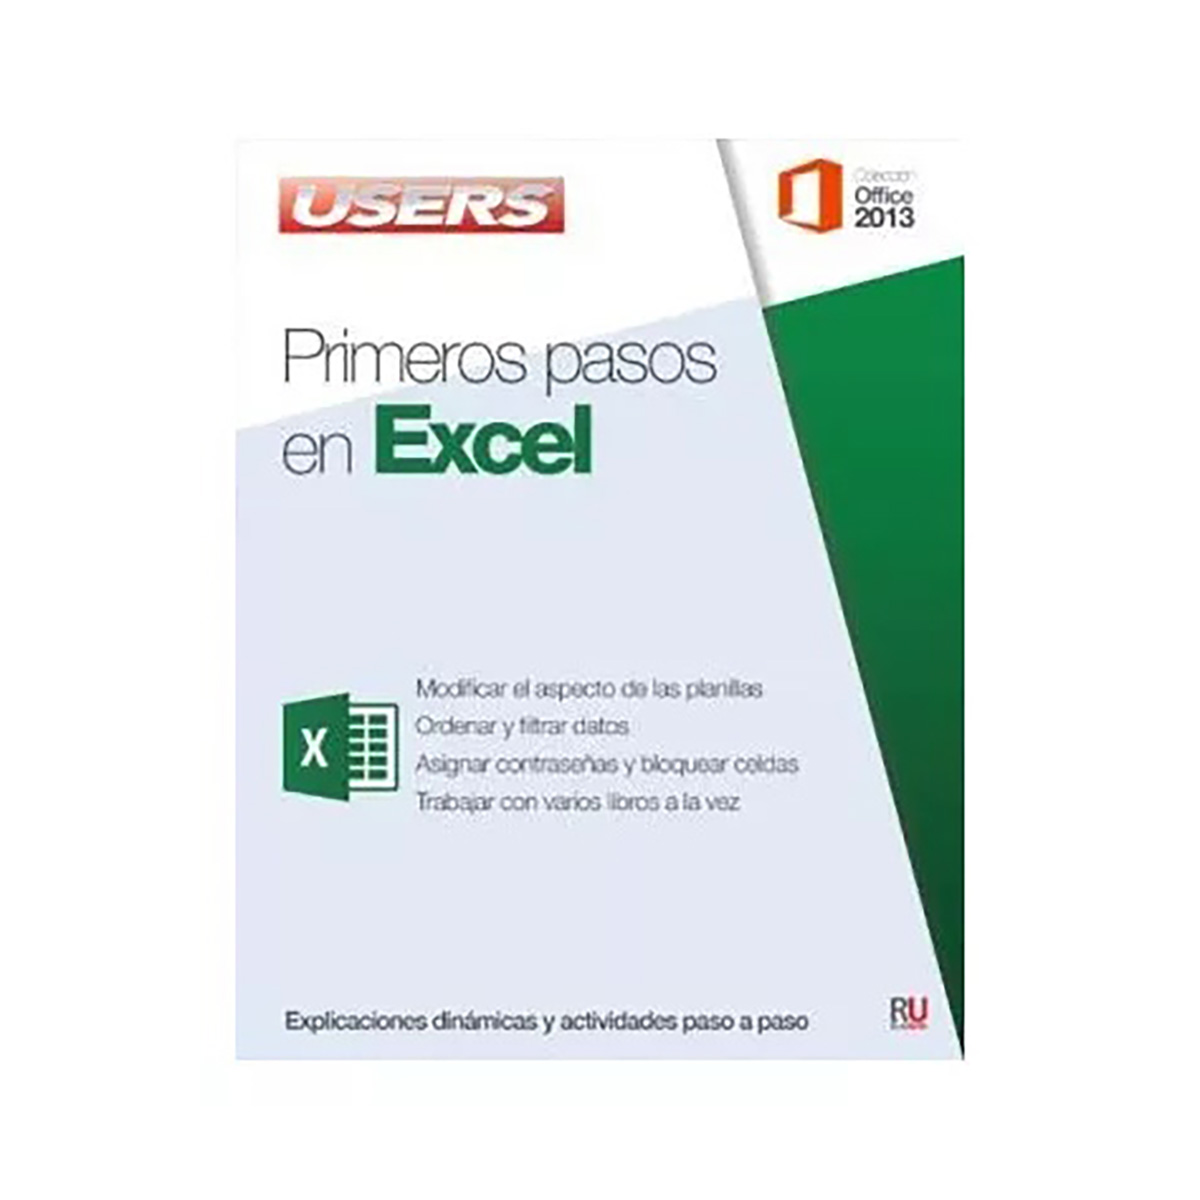 USERS
Colección
Office
2013
Primeros pasos
en Excel
X
Modificar el aspecto de las planillas
Ordenar y filtrar datos
Asignar contraseñas y bloquear celdas
Trabajar con varios libros a la vez
Explicaciones dinámicas y actividades paso a paso
RU